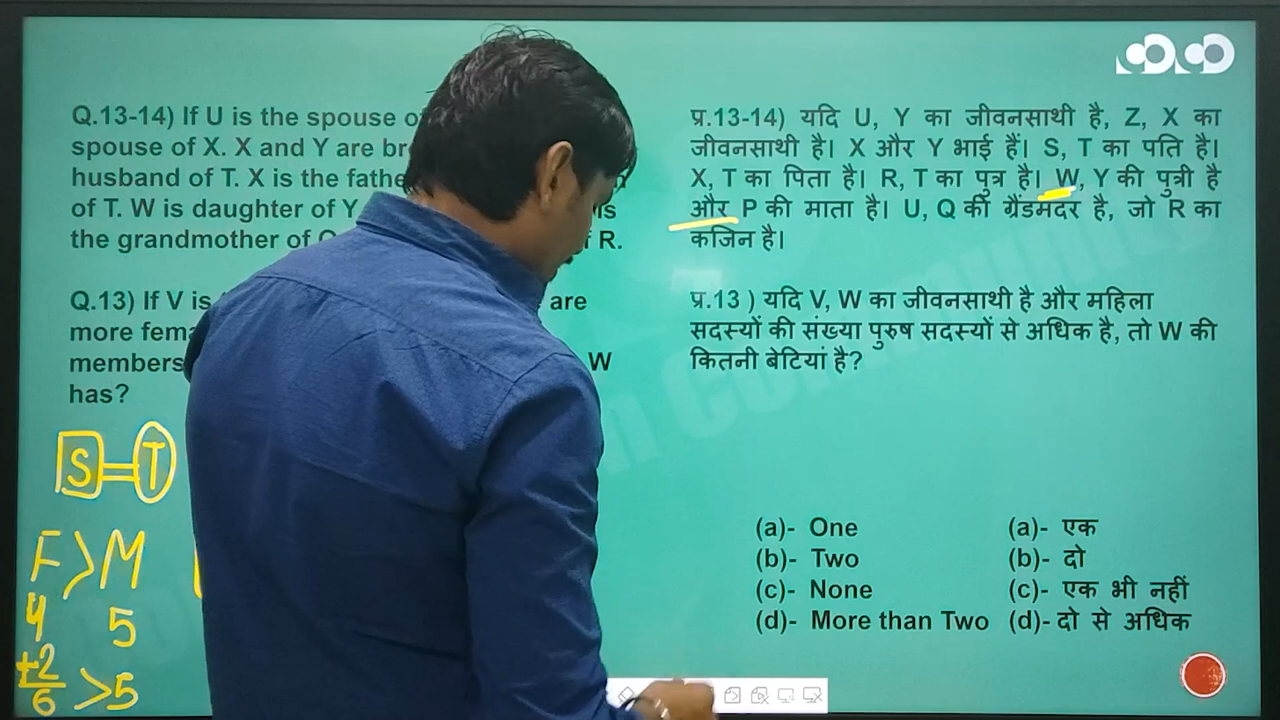 Q.13-14) If U is the spouse
spouse of X. X and Y are
husband of T. X is the
of T. W is daughter of Y is
the grandmother of R.
Q.13) If V is are
more
members W
has?
S=T
F>M
4 5
+2
6 >5
प्र.13-14) यदि U, Y का जीवनसाथी है, Z, X का
जीवनसाथी है। X और Y भाई हैं। S, T का पति है।
X, T का पिता है। R, T का पुत्र है। W, Y की पुत्री है
और P की माता है। U, Q की ग्रैंडमदर है, जो R का
कजिन है।
प्र.13 ) यदि V, W का जीवनसाथी है और महिला
सदस्यों की संख्या पुरुष सदस्यों से अधिक है, तो W की
कितनी बेटियां है?
(a)- One (a)- एक
(b)- Two (b)- दो
(c)- None (c)- एक भी नहीं
(d)- More than Two (d)- दो से अधिक